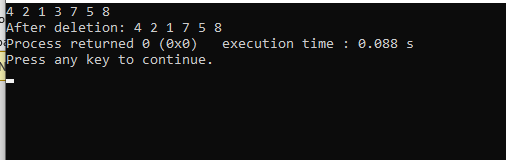 4 2 1 3 7 5 8
After deletion: 4 2 1 7 5 8
Process returned 0 (0x0)   execution time : 0.088 s
Press any key to continue.